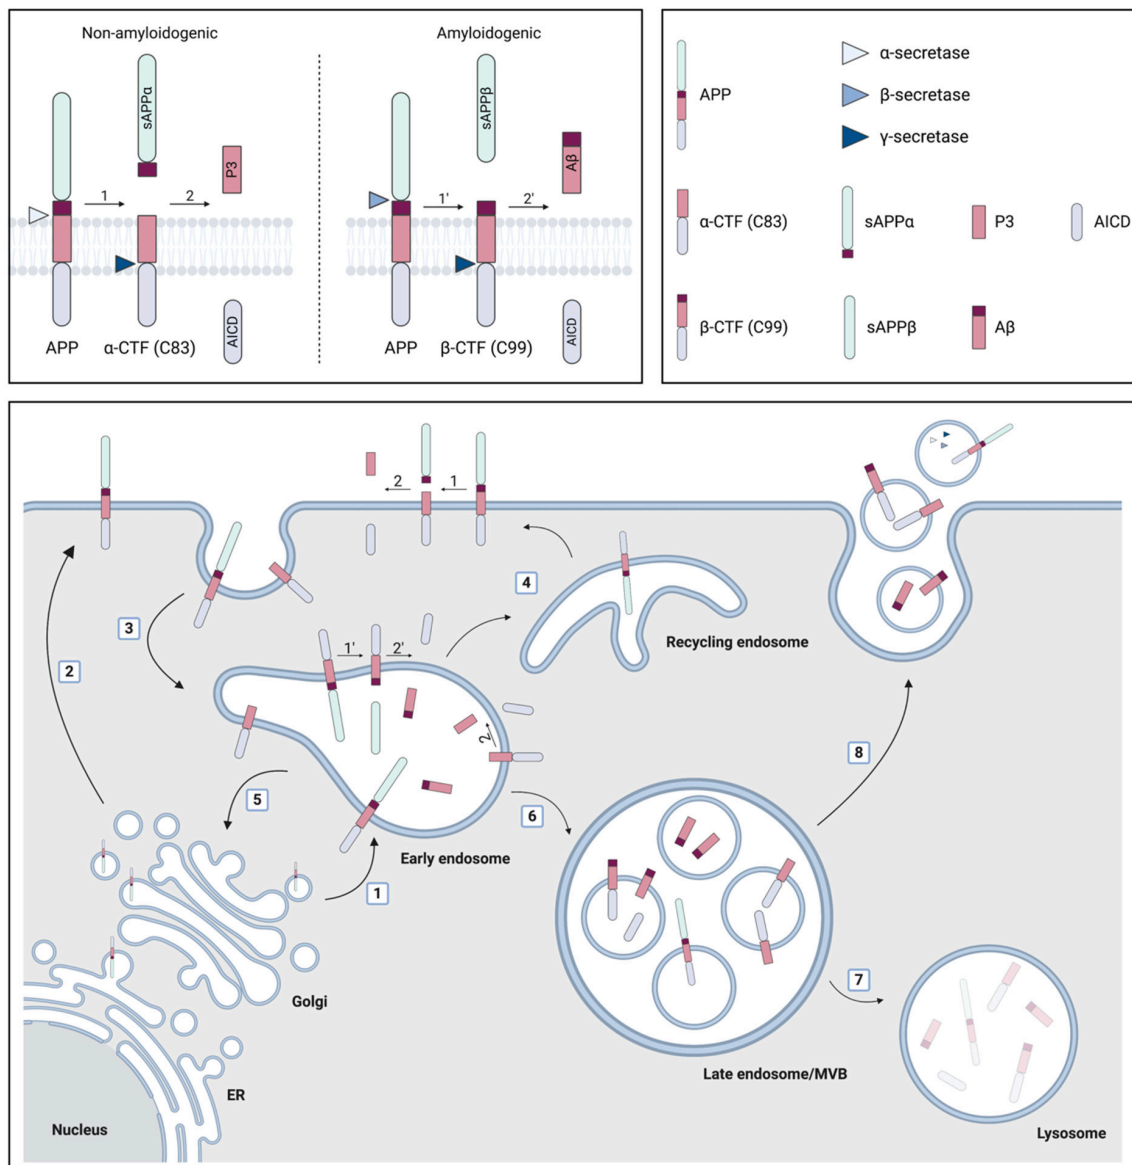 Non-amyloidogenic
sAPPα
P3
1
2
AICD
APP
α-CTF (C83)
Amyloidogenic
sAPPβ
Aβ
1'
2'
AICD
APP
β-CTF (C99)
APP
α-secretase
β-secretase
γ-secretase
α-CTF (C83)
sAPPα
P3
AICD
β-CTF (C99)
sAPPβ
Aβ
2
1
4
3
Recycling endosome
1'
2'
2
2
8
5
6
Early endosome
1
7
Golgi
Late endosome/MVB
ER
Nucleus
Lysosome